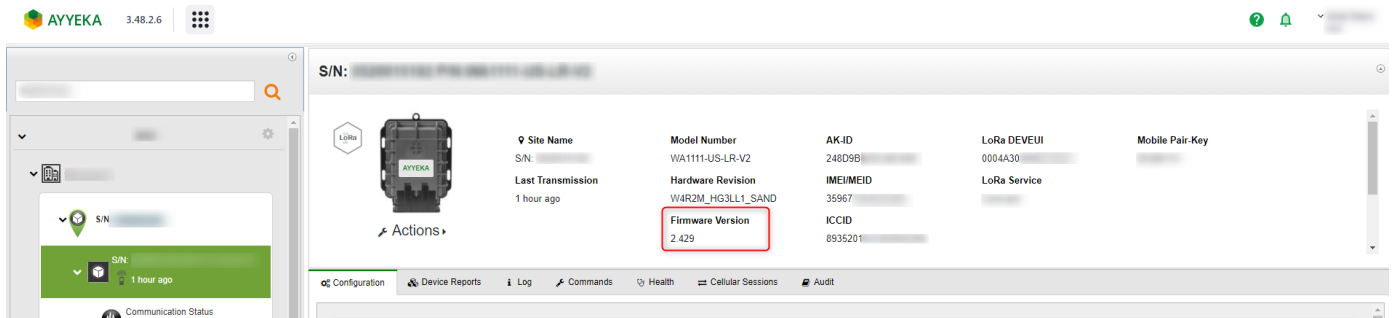 AYYEKA 3.48.2.6
S/N:
LoRa
AYYEKA
Actions
Site Name
S/N:
Last Transmission
1 hour ago
Model Number
WA1111-US-LR-V2
Hardware Revision
W4R2M_HG3LL1_SAND
Firmware Version
2.429
AK-ID
248D9B
IMEI/MEID
35967
ICCID
8935201
LoRa DEVEUI
0004A30
LoRa Service
Mobile Pair-Key
S/N
S/N:
1 hour ago
Communication Status
Configuration Device Reports Log Commands Health Cellular Sessions Audit